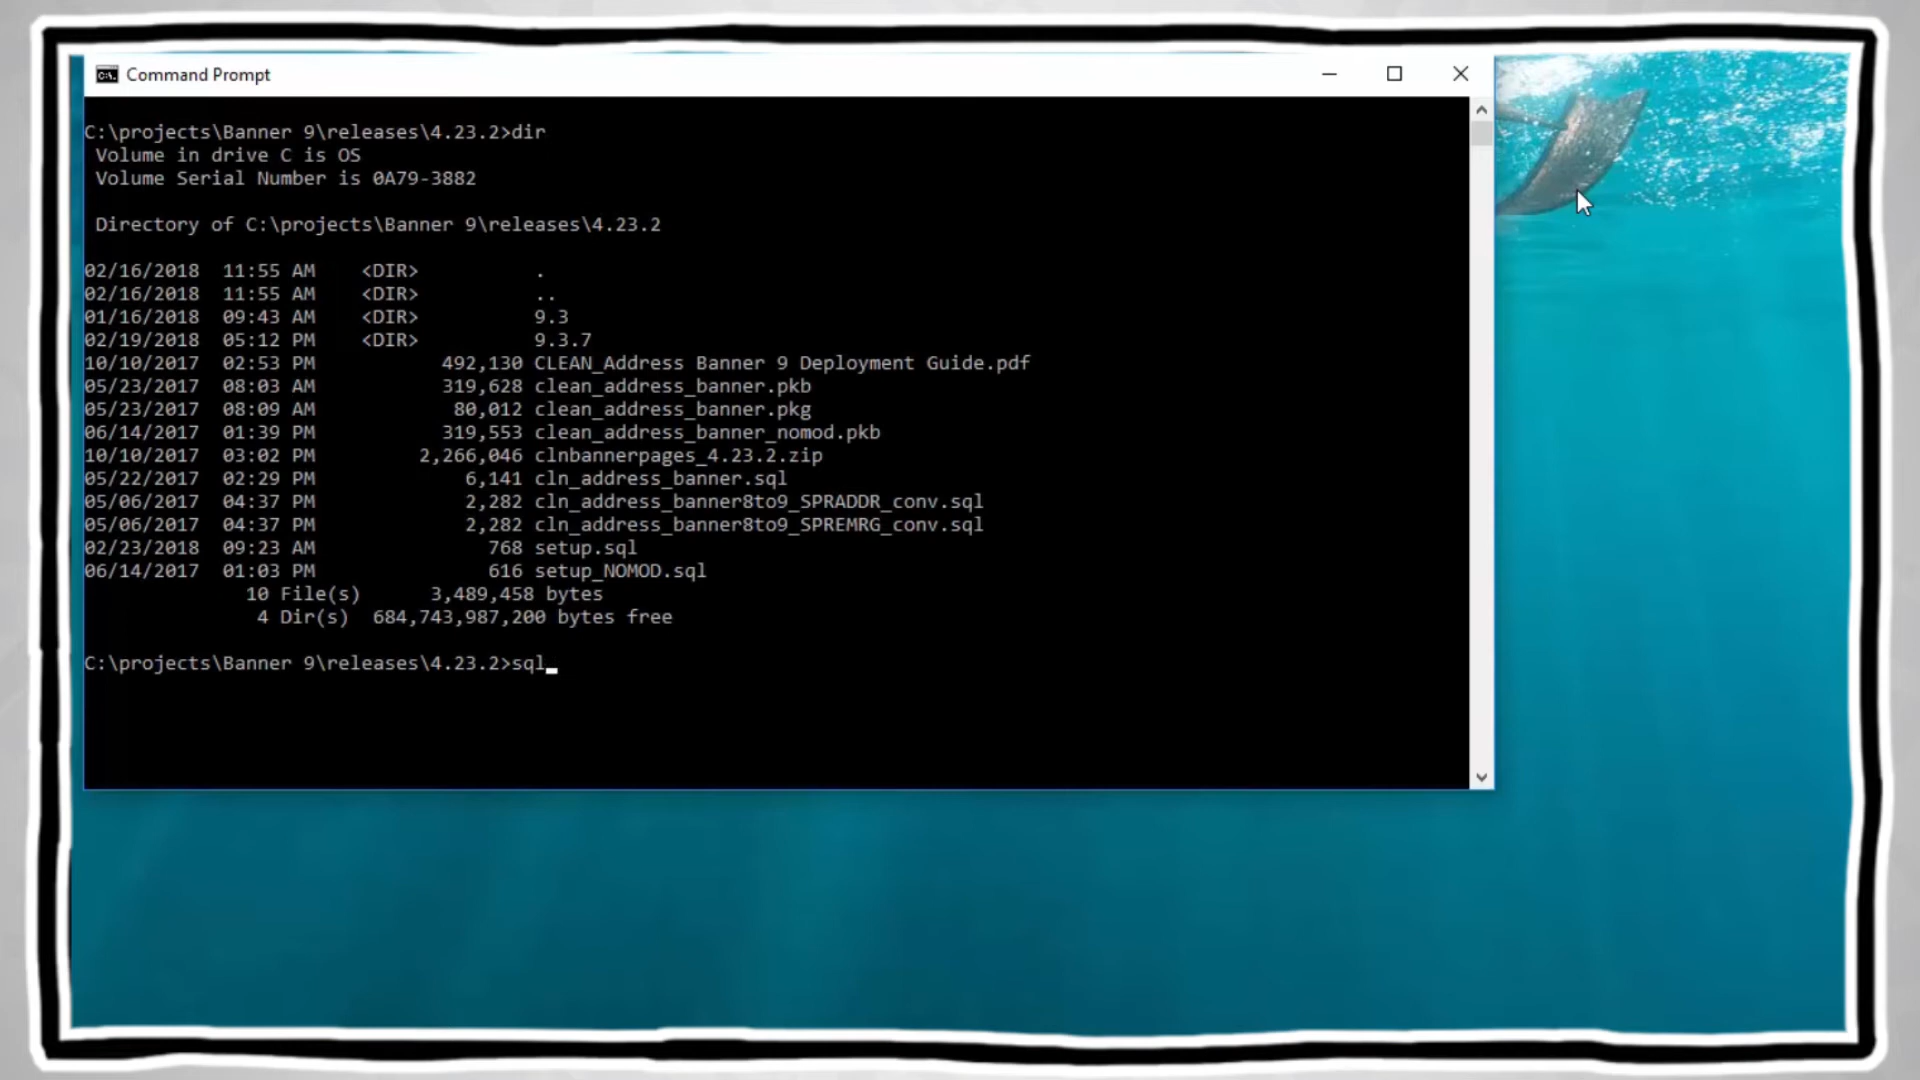 Command Prompt
C:\projects\Banner 9\releases\4.23.2>dir
Volume in drive C is OS
Volume Serial Number is 0A79-3882
Directory of C:\projects\Banner 9\releases\4.23.2
02/16/2018 11:55 AM <DIR> .
02/16/2018 11:55 AM <DIR> ..
01/16/2018 09:43 AM <DIR> 9.3
02/19/2018 05:12 PM <DIR> 9.3.7
10/10/2017 02:53 PM 492,130 CLEAN_Address Banner 9 Deployment Guide.pdf
05/23/2017 08:03 AM 319,628 clean_address_banner.pkb
05/23/2017 08:09 AM 80,012 clean_address_banner.pkg
06/14/2017 01:39 PM 319,553 clean_address_banner_nomod.pkb
10/10/2017 03:02 PM 2,266,046 clnbannerpages_4.23.2.zip
05/22/2017 02:29 PM 6,141 cln_address_banner.sql
05/06/2017 04:37 PM 2,282 cln_address_banner8to9_SPRADDR_conv.sql
05/06/2017 04:37 PM 2,282 cln_address_banner8to9_SPREMRG_conv.sql
02/23/2018 09:23 AM 768 setup.sql
06/14/2017 01:03 PM 616 setup_NOMOD.sql
10 File(s) 3,489,458 bytes
4 Dir(s) 684,743,987,200 bytes free
C:\projects\Banner 9\releases\4.23.2>sql